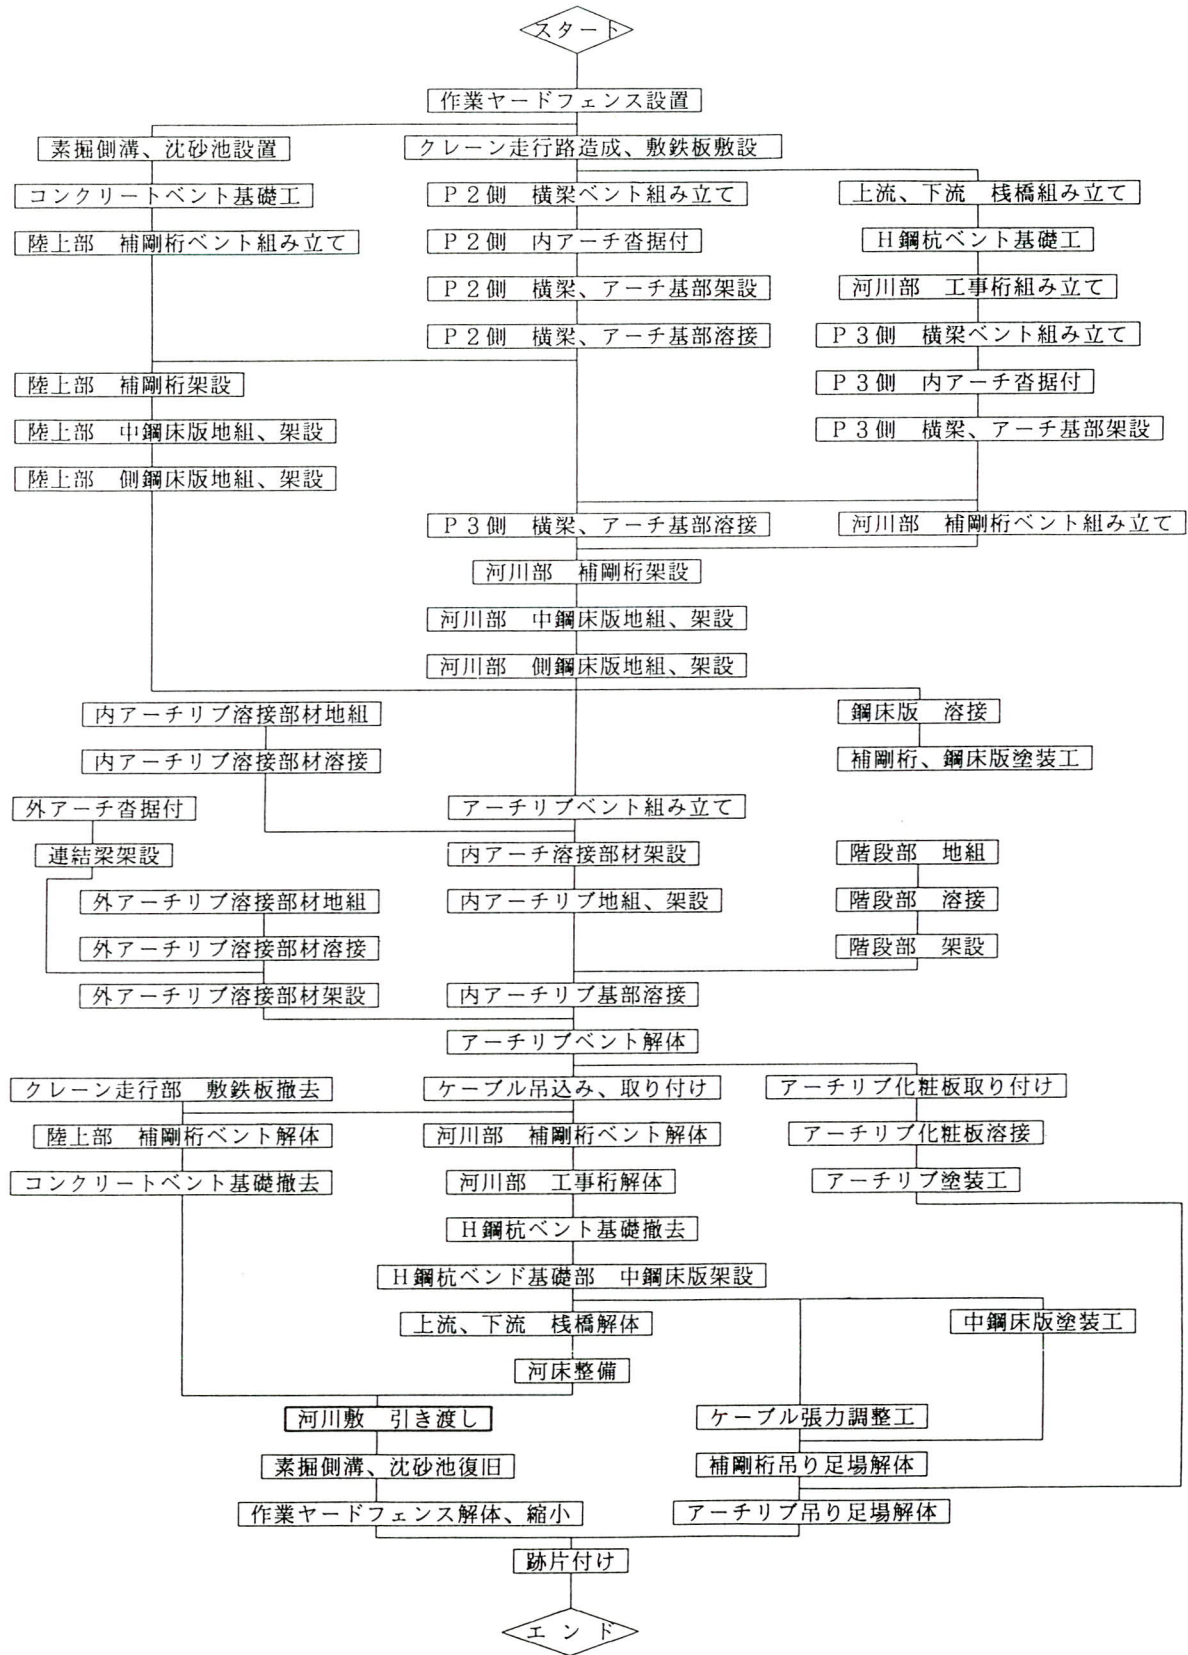 スタート
作業ヤードフェンス設置
素掘側溝、沈砂池設置
クレーン走行路造成、敷鉄板敷設
コンクリートベント基礎工
P2側 横梁ベント組み立て
上流、下流 桟橋組み立て
陸上部 補剛桁ベント組み立て
P2側 内アーチ沓据付
H鋼杭ベント基礎工
P2側 横梁、アーチ基部架設
河川部 工事桁組み立て
P2側 横梁、アーチ基部溶接
P3側 横梁ベント組み立て
陸上部 補剛桁架設
P3側 内アーチ沓据付
陸上部 中鋼床版地組、架設
P3側 横梁、アーチ基部架設
陸上部 側鋼床版地組、架設
P3側 横梁、アーチ基部溶接
河川部 補剛桁ベント組み立て
河川部 補剛桁架設
河川部 中鋼床版地組、架設
河川部 側鋼床版地組、架設
内アーチリブ溶接部材地組
鋼床版 溶接
内アーチリブ溶接部材溶接
補剛桁、鋼床版塗装工
外アーチ沓据付
アーチリブベント組み立て
連結梁架設
内アーチ溶接部材架設
階段部 地組
外アーチリブ溶接部材地組
内アーチリブ地組、架設
階段部 溶接
外アーチリブ溶接部材溶接
階段部 架設
外アーチリブ溶接部材架設
内アーチリブ基部溶接
アーチリブベント解体
クレーン走行部 敷鉄板撤去
ケーブル吊込み、取り付け
アーチリブ化粧板取り付け
陸上部 補剛桁ベント解体
河川部 補剛桁ベント解体
アーチリブ化粧板溶接
コンクリートベント基礎撤去
河川部 工事桁解体
アーチリブ塗装工
H鋼杭ベント基礎撤去
H鋼杭ベンド基礎部 中鋼床版架設
上流、下流 桟橋解体
中鋼床版塗装工
河床整備
河川敷 引き渡し
ケーブル張力調整工
素掘側溝、沈砂池復旧
補剛桁吊り足場解体
作業ヤードフェンス解体、縮小
アーチリブ吊り足場解体
跡片付け
エンド